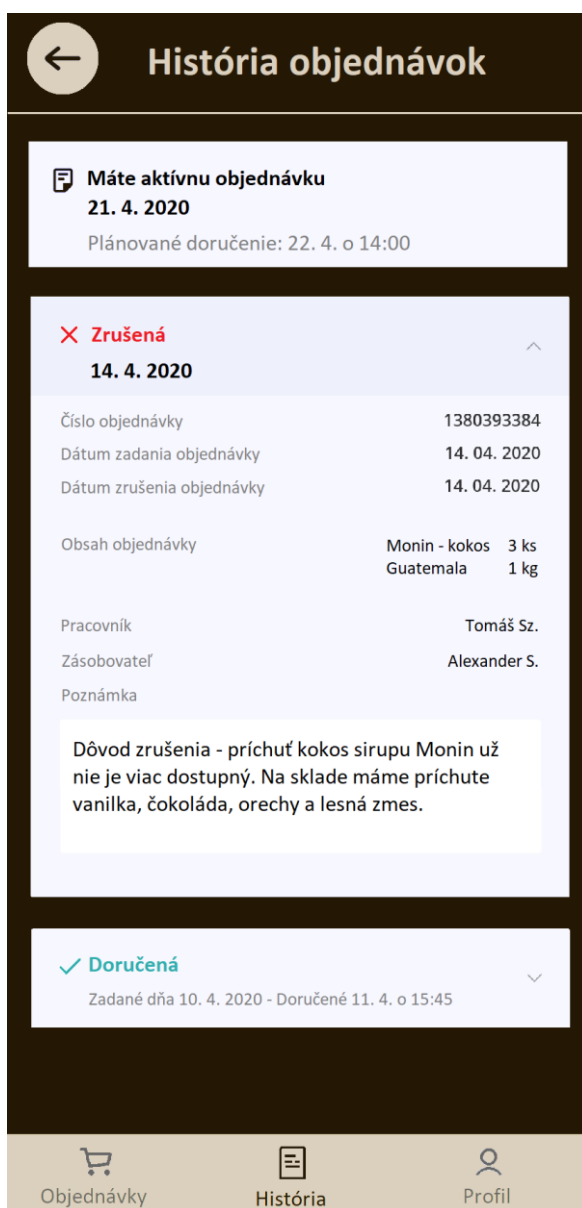 História objednávok
Máte aktívnu objednávku
21. 4. 2020
Plánované doručenie: 22. 4. o 14:00
Zrušená
14. 4. 2020
Číslo objednávky 1380393384
Dátum zadania objednávky 14. 04. 2020
Dátum zrušenia objednávky 14. 04. 2020
Obsah objednávky Monin - kokos 3 ks
Guatemala 1 kg
Pracovník Tomáš Sz.
Zásobovateľ Alexander S.
Poznámka
Dôvod zrušenia - príchuť kokos sirupu Monin už
nie je viac dostupný. Na sklade máme príchute
vanilka, čokoláda, orechy a lesná zmes.
Doručená
Zadané dňa 10. 4. 2020 - Doručené 11. 4. o 15:45
Objednávky História Profil